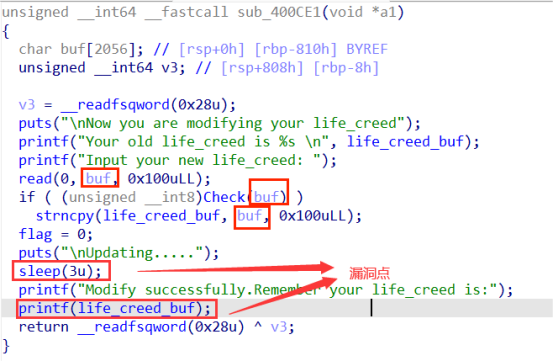 unsigned __int64 __fastcall sub_400CE1(void *a1)
{
char buf[2056]; // [rsp+0h] [rbp-810h] BYREF
unsigned __int64 v3; // [rsp+808h] [rbp-8h]
v3 = __readfsqword(0x28u);
puts("\nNow you are modifying your life_creed");
printf("Your old life_creed is %s \n", life_creed_buf);
printf("Input your new life_creed: ");
read(0, buf, 0x100uLL);
if ( (unsigned __int8)Check(buf) )
strncpy(life_creed_buf, buf, 0x100uLL);
flag = 0;
puts("\nUpdating.....");
sleep(3u);
漏洞点
printf("Modify successfully.Remember your life_creed is:");
printf(life_creed_buf);
return __readfsqword(0x28u) ^ v3;
}